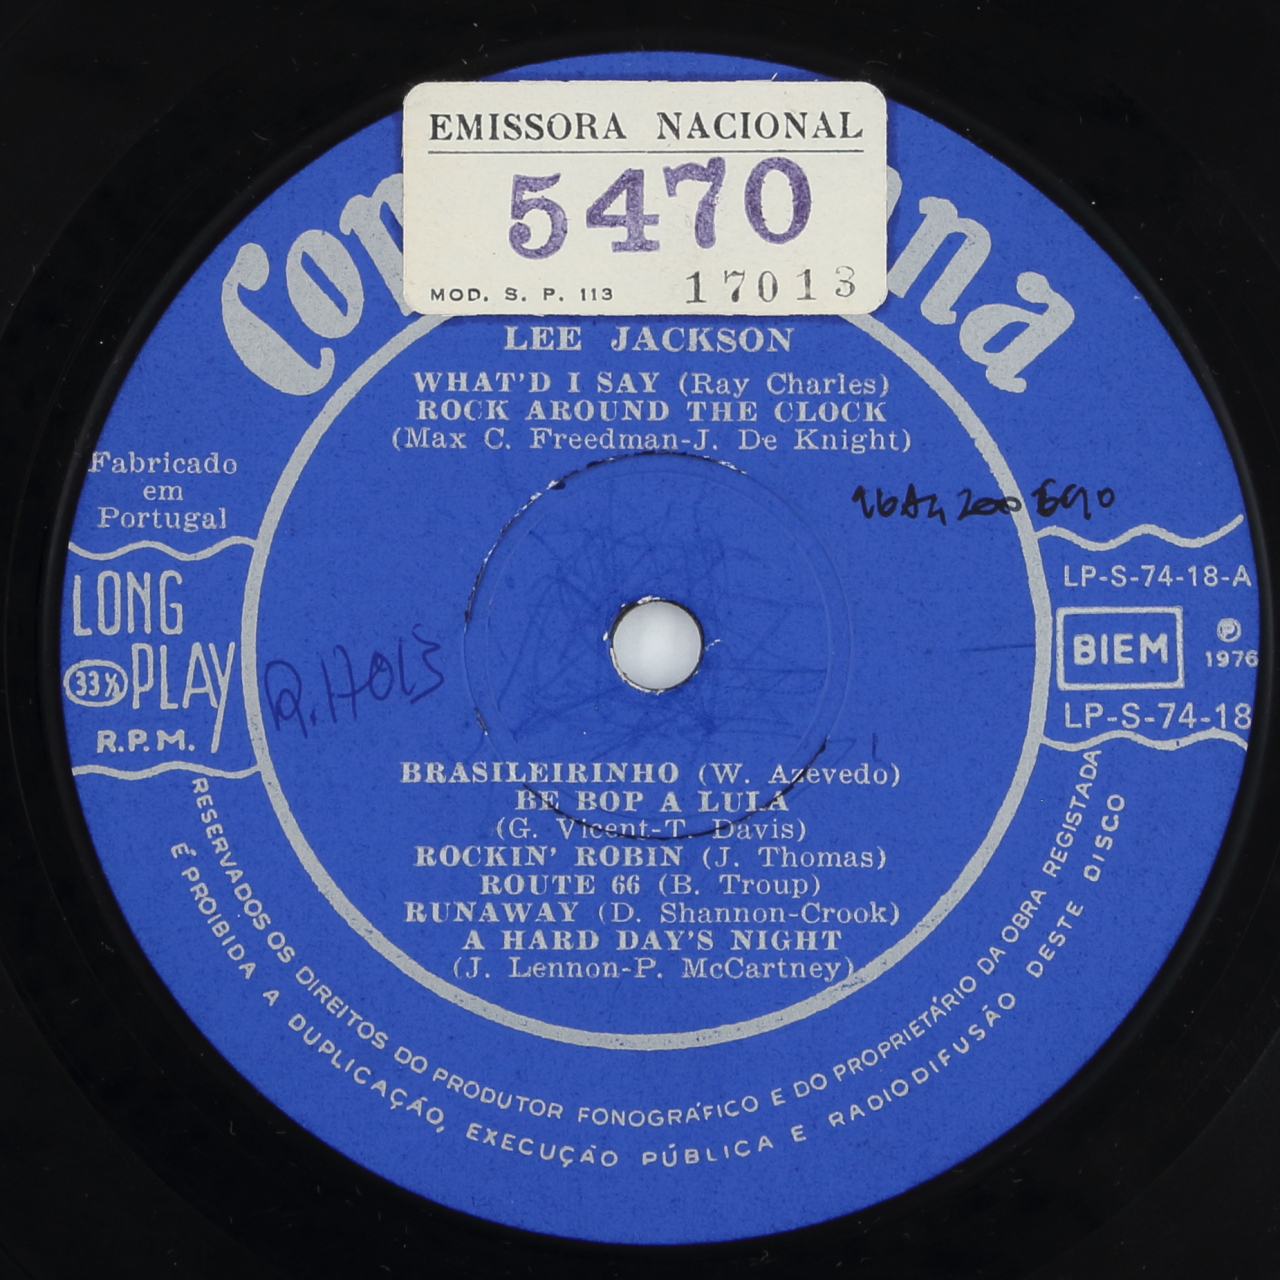 EMISSORA NACIONAL
5470
MOD. S. P. 113 17013
LEE JACKSON
WHAT'D I SAY (Ray Charles)
ROCK AROUND THE CLOCK
(Max C. Freedman-J. De Knight)
Fabricado
em
Portugal
LONG
PLAY
33⅓
R.P.M.
LP-S-74-18-A
BIEM
℗
1976
LP-S-74-18
BRASILEIRINHO (W. Azevedo)
BE BOP A LULA
(G. Vicent-T. Davis)
ROCKIN' ROBIN (J. Thomas)
ROUTE 66 (B. Troup)
RUNAWAY (D. Shannon-Crook)
A HARD DAY'S NIGHT
(J. Lennon-P. McCartney)
RESERVADOS OS DIREITOS DO PRODUTOR FONOGRÁFICO E DO PROPRIETÁRIO DA OBRA REGISTADA
É PROIBIDA A DUPLICAÇÃO, EXECUÇÃO PÚBLICA E RADIODIFUSÃO DESTE DISCO